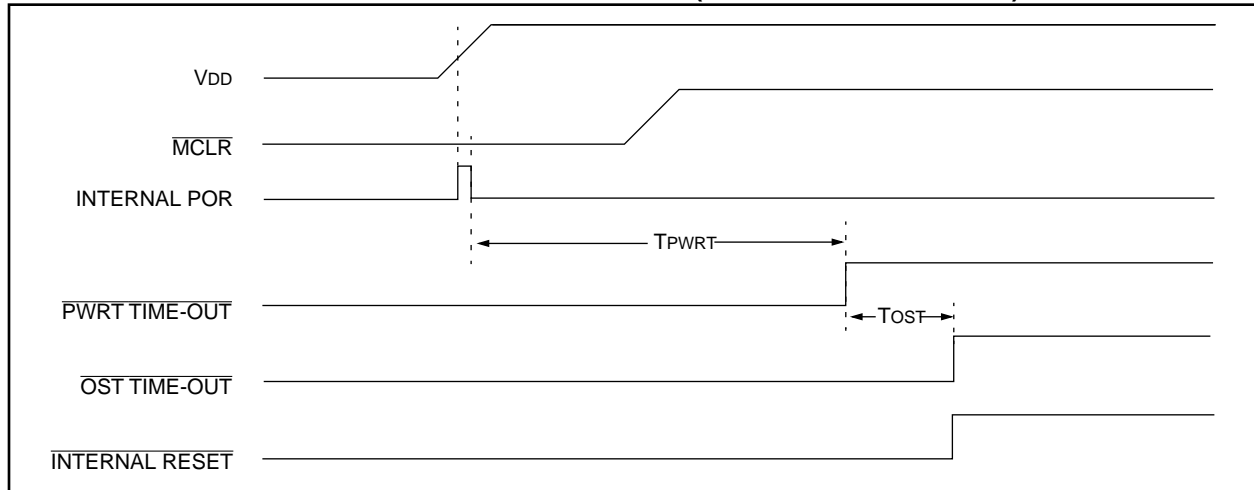 VDD
MCLR
INTERNAL POR
TPWRT
PWRT TIME-OUT
TOST
OST TIME-OUT
INTERNAL RESET